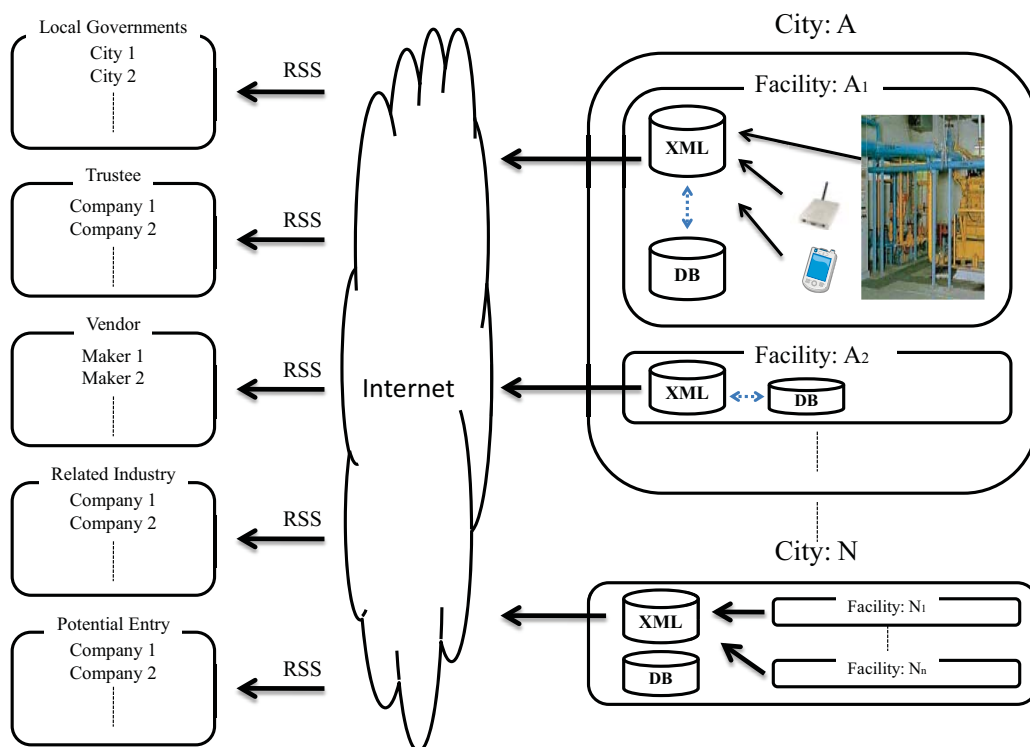 Local Governments
City 1
City 2
RSS
Trustee
Company 1
Company 2
RSS
Vendor
Maker 1
Maker 2
RSS
Related Industry
Company 1
Company 2
RSS
Potential Entry
Company 1
Company 2
RSS
Internet
City: A
Facility: A1
XML
DB
Facility: A2
XML
DB
City: N
XML
DB
Facility: N1
Facility: Nn